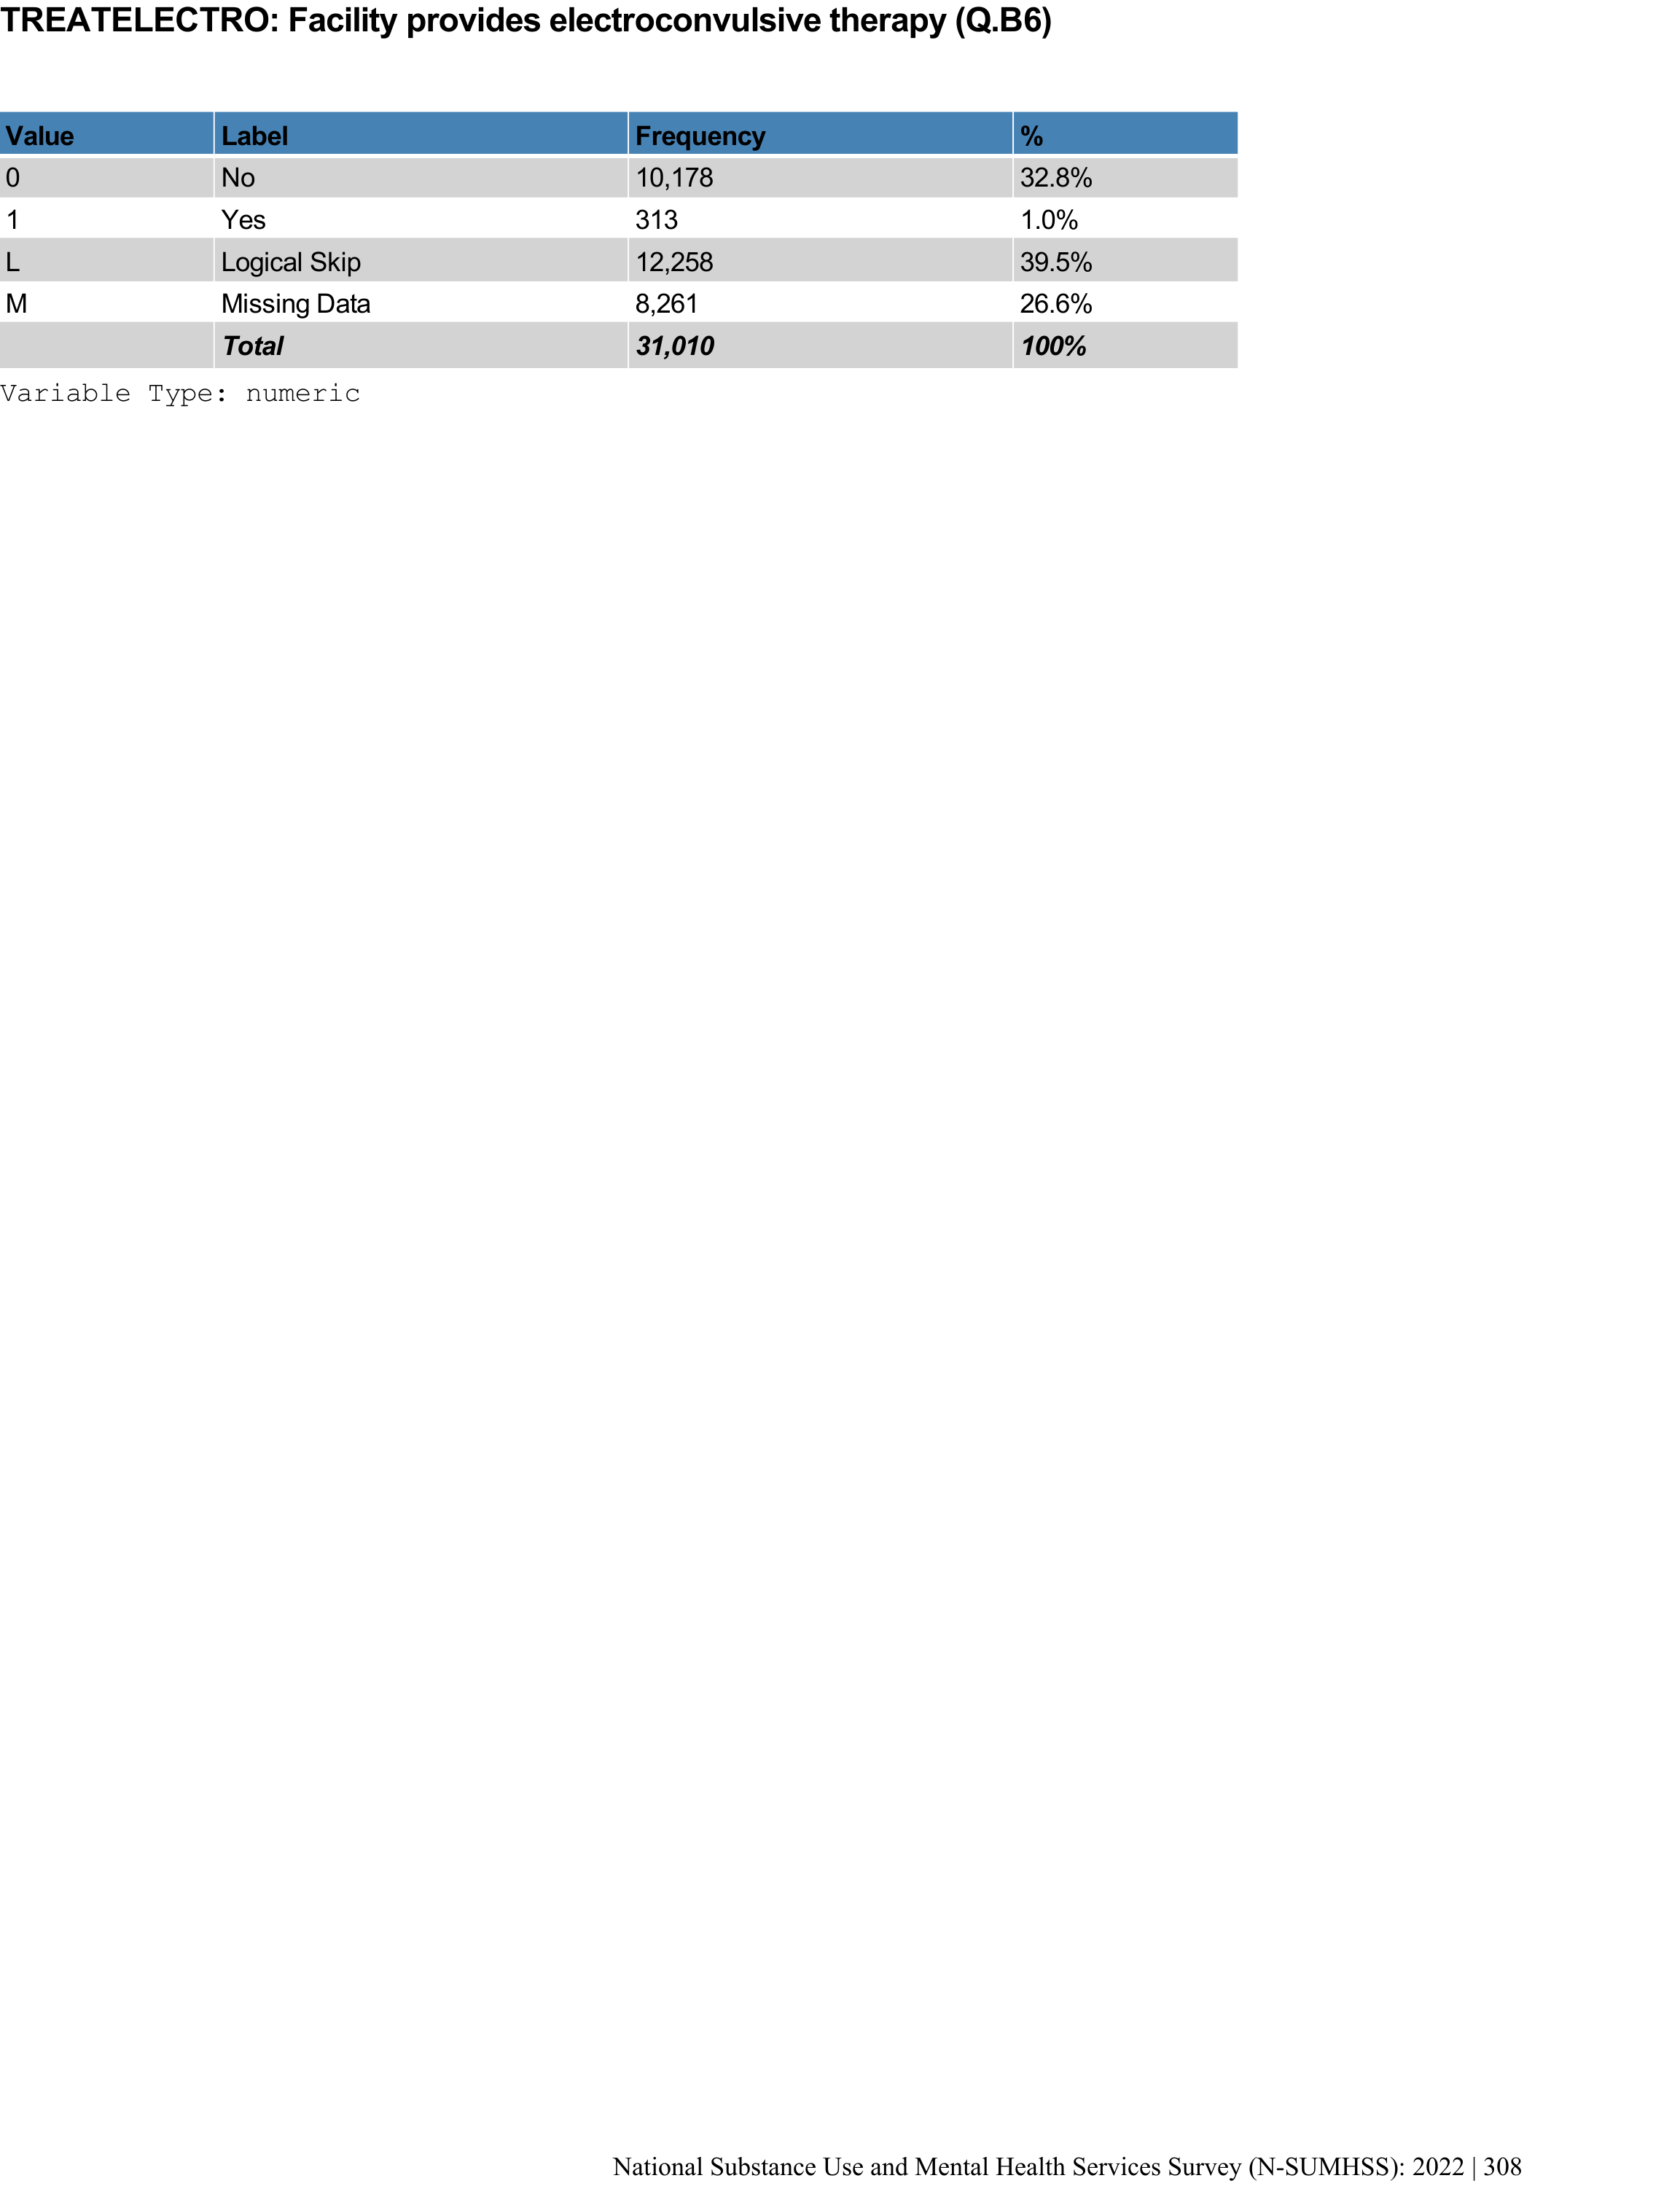 TREATELECTRO: Facility provides electroconvulsive therapy (Q.B6)
Value Label Frequency %
0 No 10,178 32.8%
1 Yes 313 1.0%
L Logical Skip 12,258 39.5%
M Missing Data 8,261 26.6%
Total 31,010 100%
Variable Type: numeric
National Substance Use and Mental Health Services Survey (N-SUMHSS): 2022 | 308